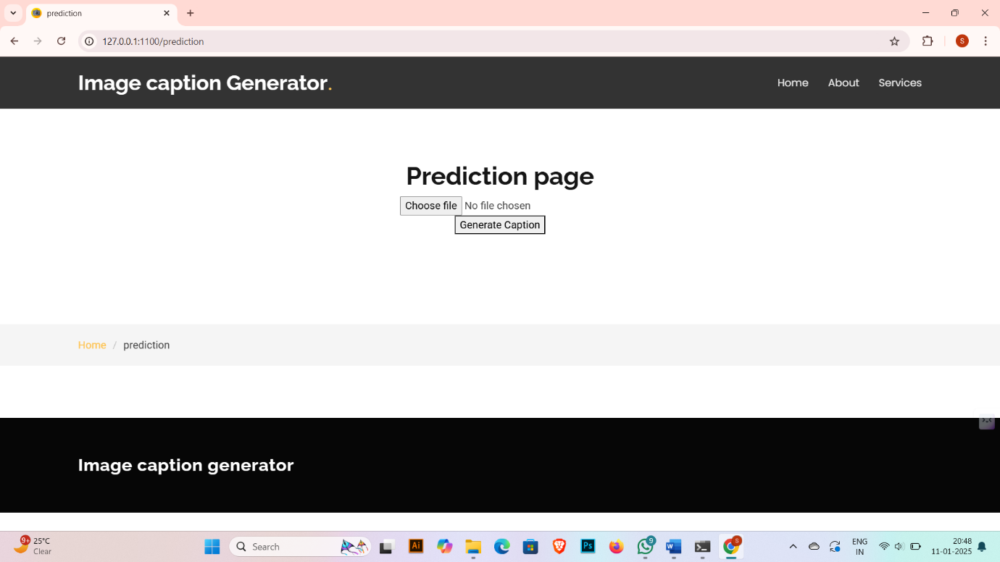 prediction
127.0.0.1:1100/prediction
S
Image caption Generator.
Home About Services
Prediction page
Choose file No file chosen
Generate Caption
Home / prediction
Image caption generator
9+
25°C
Clear
Search
Ai
Ps
9
W
S
ENG
IN
20:48
11-01-2025